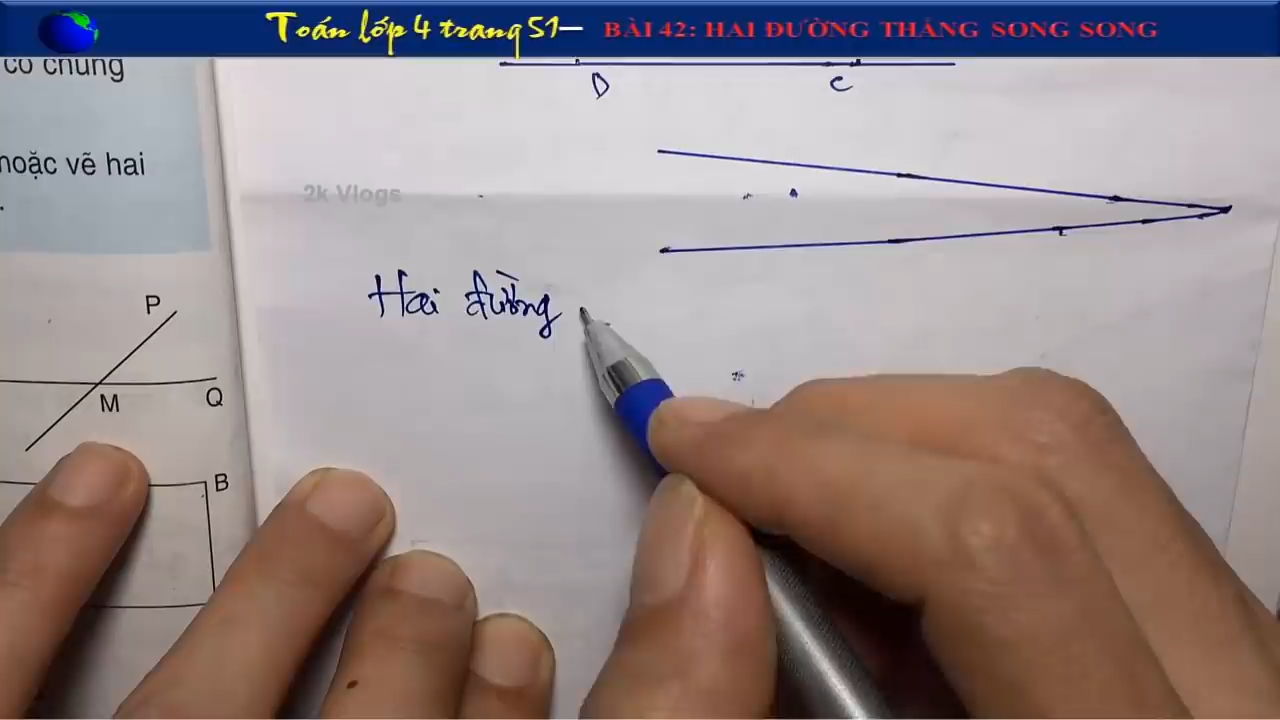 Toán lớp 4 trang 51– BÀI 42: HAI ĐƯỜNG THẲNG SONG SONG
có chung
hoặc vẽ hai
.
D C
2k Vlogs
Hai đường
P
M Q
B